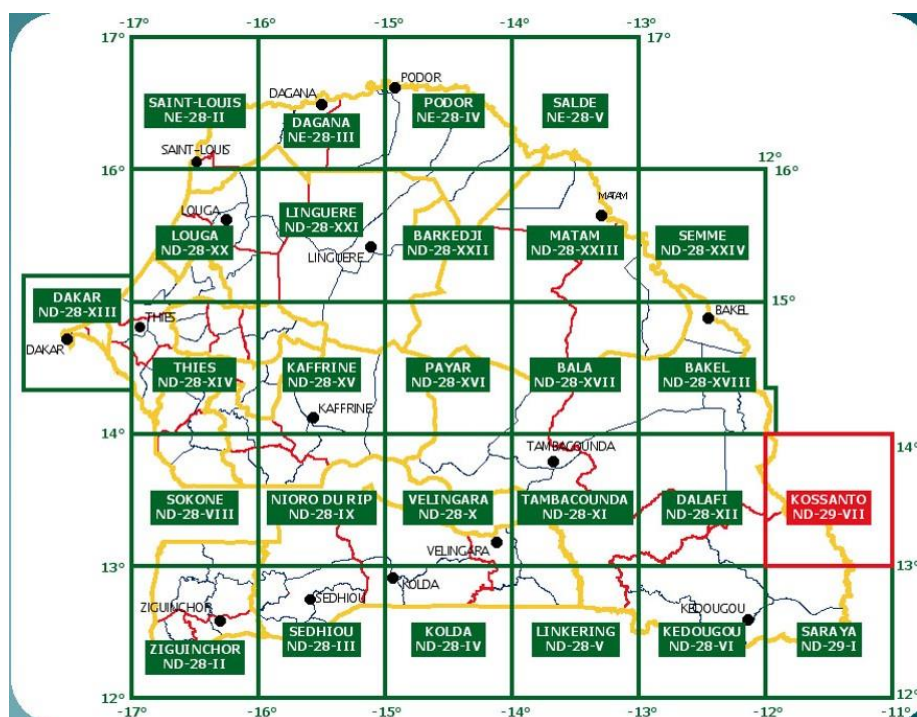 -17° -16° -15° -14° -13°
17° 17°
PODOR
DAGANA
SAINT-LOUIS
NE-28-II
DAGANA
NE-28-III
PODOR
NE-28-IV
SALDE
NE-28-V
SAINT-LOUIS
12°
16° 16°
MATAM
LOUGA
LINGUERE
ND-28-XXI
LOUGA
ND-28-XX
BARKEDJI
ND-28-XXII
MATAM
ND-28-XXIII
SEMME
ND-28-XXIV
LINGUERE
DAKAR
ND-28-XIII
15° 15°
THIES
BAKEL
DAKAR
THIES
ND-28-XIV
KAFFRINE
ND-28-XV
PAYAR
ND-28-XVI
BALA
ND-28-XVII
BAKEL
ND-28-XVIII
KAFFRINE
14° 14°
TAMBACOUNDA
SOKONE
ND-28-VIII
NIORO DU RIP
ND-28-IX
VELINGARA
ND-28-X
TAMBACOUNDA
ND-28-XI
DALAFI
ND-28-XII
KOSSANTO
ND-29-VII
VELINGARA
13° 13°
KOLDA
SEDHIOU
ZIGUINCHOR
KEDOUGOU
ZIGUINCHOR
ND-28-II
SEDHIOU
ND-28-III
KOLDA
ND-28-IV
LINKERING
ND-28-V
KEDOUGOU
ND-28-VI
SARAYA
ND-29-I
12° 12°
-17° -16° -15° -14° -13° -12° -11°